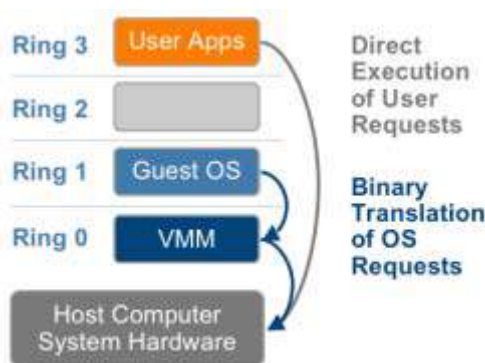 Ring 3
User Apps
Ring 2
Ring 1
Guest OS
Ring 0
VMM
Host Computer
System Hardware
Direct
Execution
of User
Requests
Binary
Translation
of OS
Requests